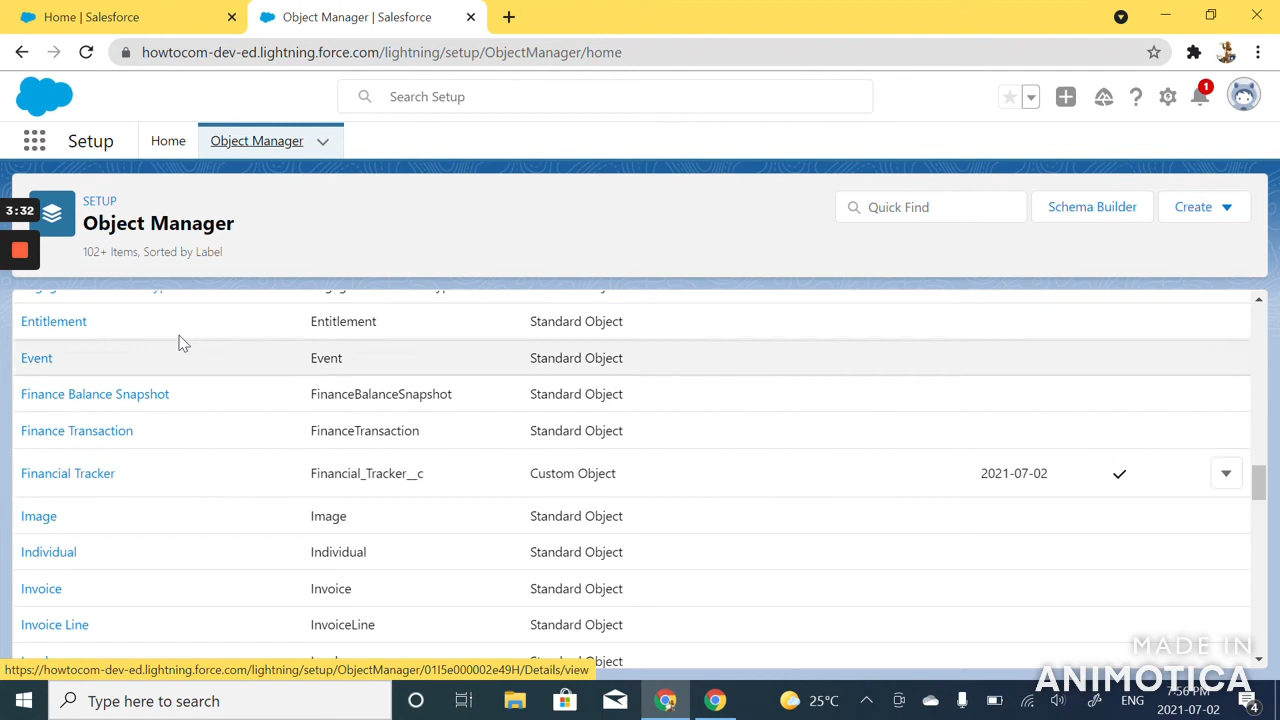 Home | Salesforce
Object Manager | Salesforce
howtocom-dev-ed.lightning.force.com/lightning/setup/ObjectManager/home
Search Setup
1
Setup
Home
Object Manager
3:32
SETUP
Object Manager
102+ Items, Sorted by Label
Quick Find
Schema Builder
Create
Entitlement Entitlement Standard Object
Event Event Standard Object
Finance Balance Snapshot FinanceBalanceSnapshot Standard Object
Finance Transaction FinanceTransaction Standard Object
Financial Tracker Financial_Tracker__c Custom Object 2021-07-02
Image Image Standard Object
Individual Individual Standard Object
Invoice Invoice Standard Object
Invoice Line InvoiceLine Standard Object
https://howtocom-dev-ed.lightning.force.com/lightning/setup/ObjectManager/01I5e000002e49H/Details/view
MADE IN
ANIMOTICA
Type here to search
25°C
ENG
7:56 PM
2021-07-02
4